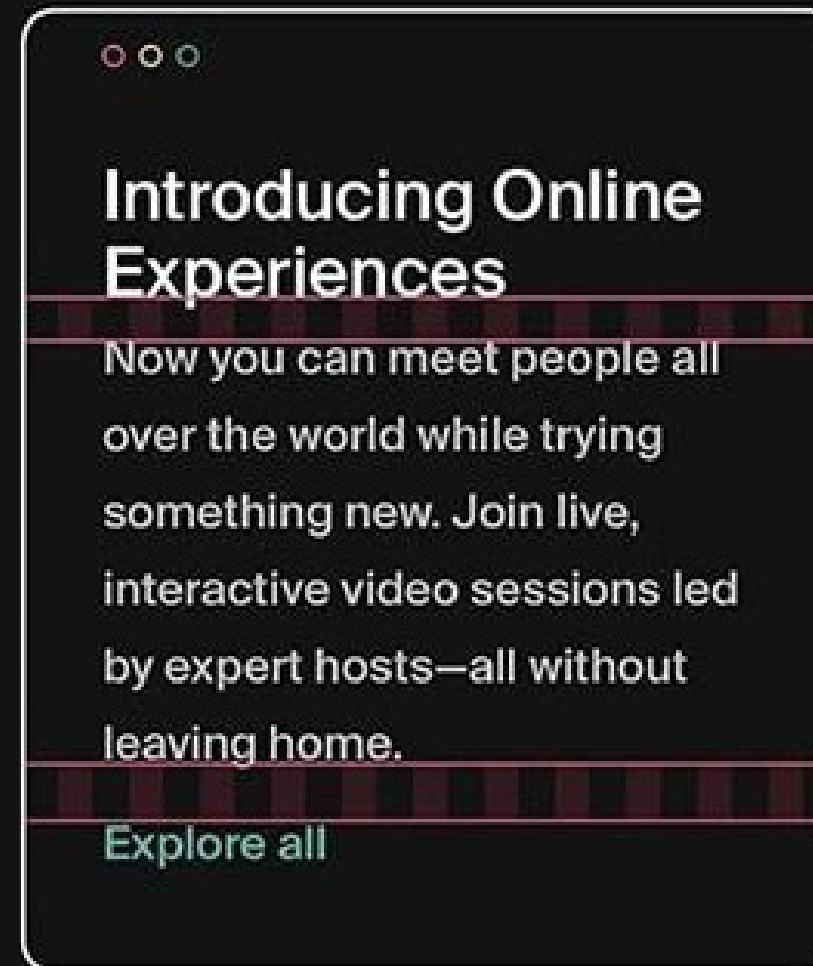 Introducing Online
Experiences
Now you can meet people all
over the world while trying
something new. Join live,
interactive video sessions led
by expert hosts—all without
leaving home.
Explore all